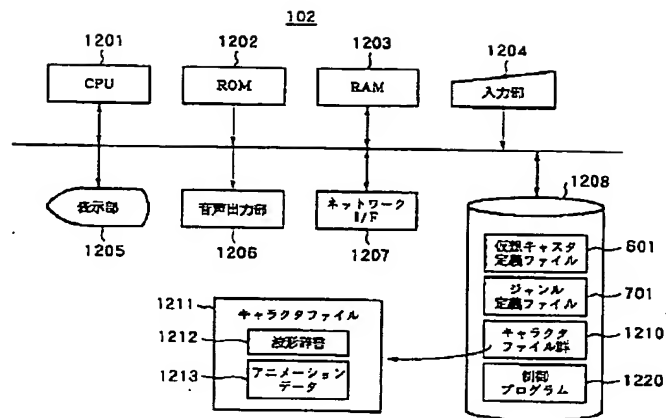 102
1201
1202
1203
1204
CPU
ROM
RAM
入力部
1208
表示部
音声出力部
ネットワーク
I/F
1205
1206
1207
仮想キャスタ
定義ファイル
601
ジャンル
定義ファイル
701
キャラクタ
ファイル群
1210
制御
プログラム
1220
1211
キャラクタファイル
1212
波形辞書
1213
アニメーション
データ